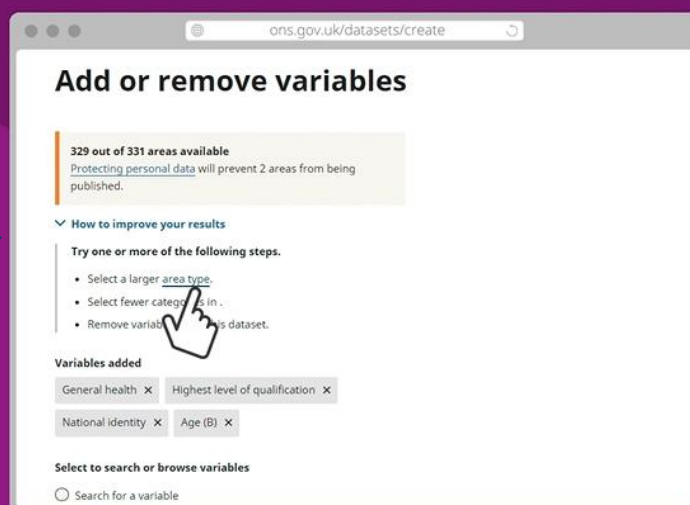 ons.gov.uk/datasets/create
Add or remove variables
329 out of 331 areas available
Protecting personal data will prevent 2 areas from being
published.
How to improve your results
Try one or more of the following steps.
Select a larger area type.
Select fewer in .
Remove this dataset.
Variables added
General health × Highest level of qualification ×
National identity × Age (B) ×
Select to search or browse variables
Search for a variable